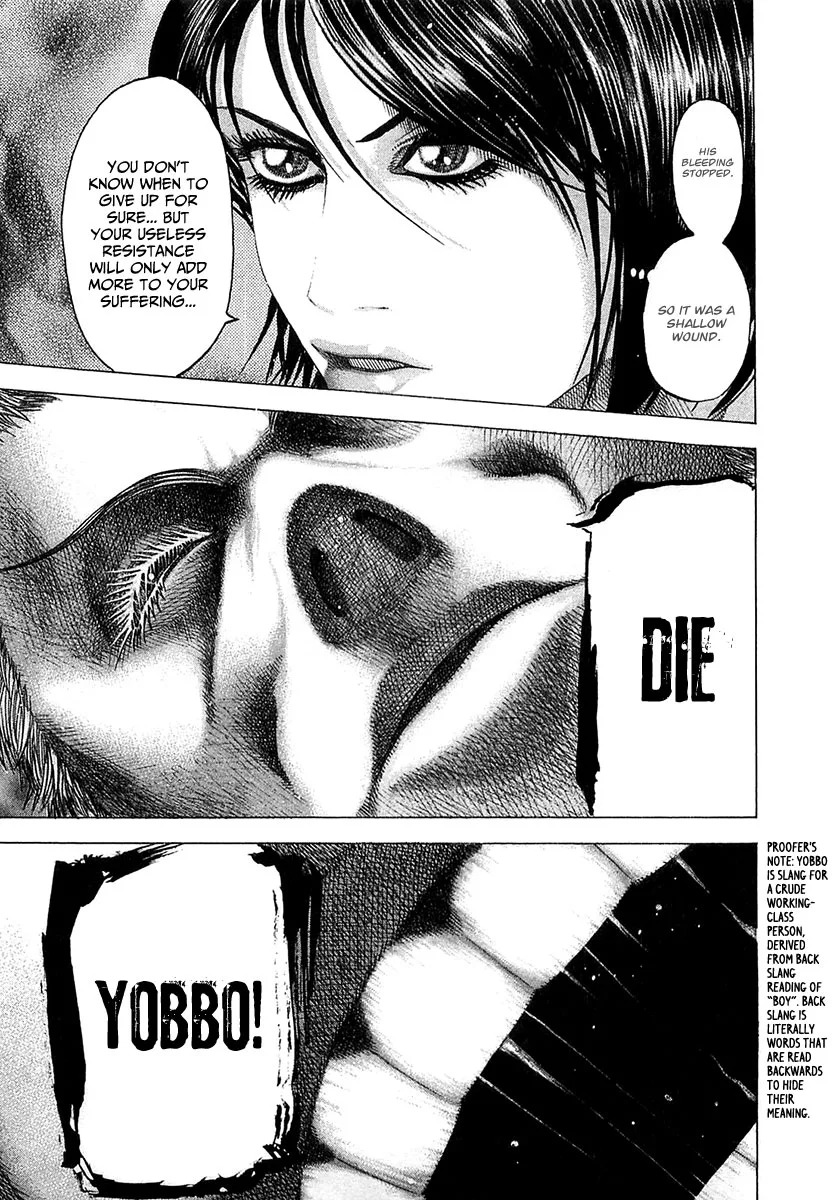 HIS
BLEEDING
STOPPED.
SO IT WAS A
SHALLOW
WOUND.
YOU DON'T
KNOW WHEN TO
GIVE UP FOR
SURE... BUT
YOUR USELESS
RESISTANCE
WILL ONLY ADD
MORE TO YOUR
SUFFERING...
DIE
YOBBO!
PROOFER'S
NOTE: YOBBO
IS SLANG FOR
A CRUDE
WORKING-
CLASS
PERSON,
DERIVED
FROM BACK
SLANG
READING OF
"BOY". BACK
SLANG IS
LITERALLY
WORDS THAT
ARE READ
BACKWARDS
TO HIDE
THEIR
MEANING.